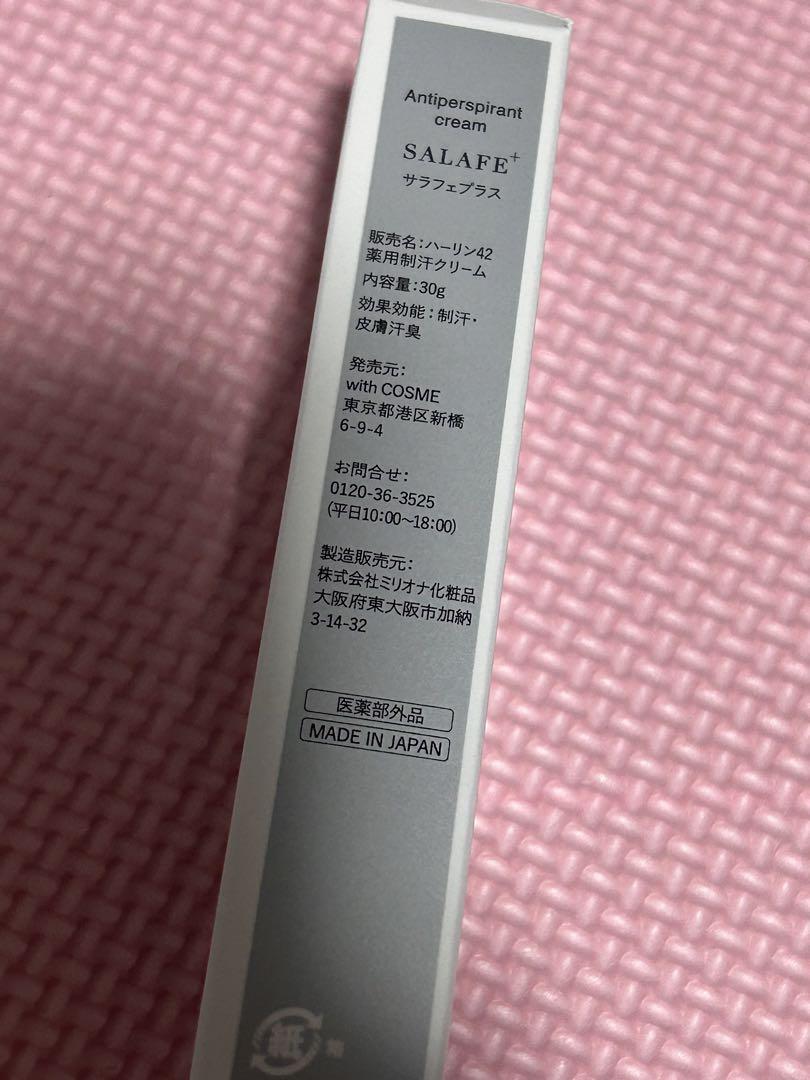 Antiperspirant
cream
SALAFE+
サラフェプラス
販売名：ハーリン42
薬用制汗クリーム
内容量：30g
効果効能：制汗・
皮膚汗臭
発売元：
with COSME
東京都港区新橋
6-9-4
お問合せ：
0120-36-3525
(平日10：00〜18：00)
製造販売元：
株式会社ミリオナ化粧品
大阪府東大阪市加納
3-14-32
医薬部外品
MADE IN JAPAN
紙
箱